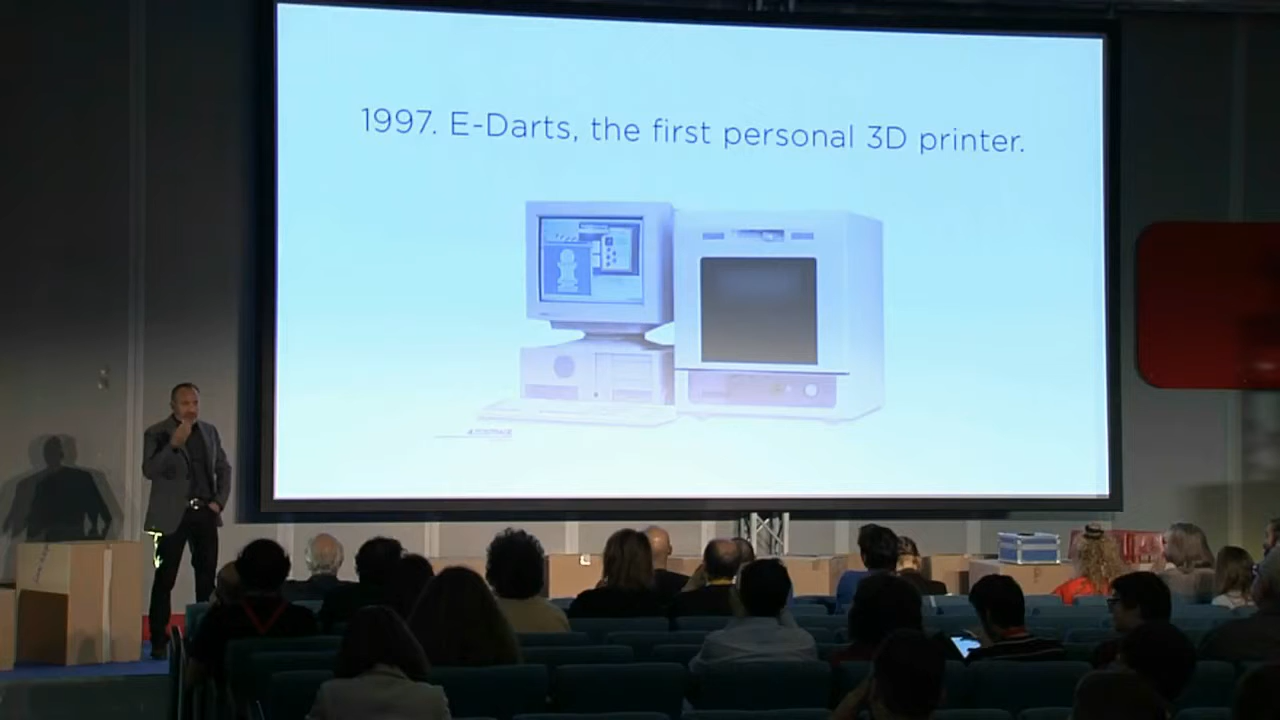 1997. E-Darts, the first personal 3D printer.